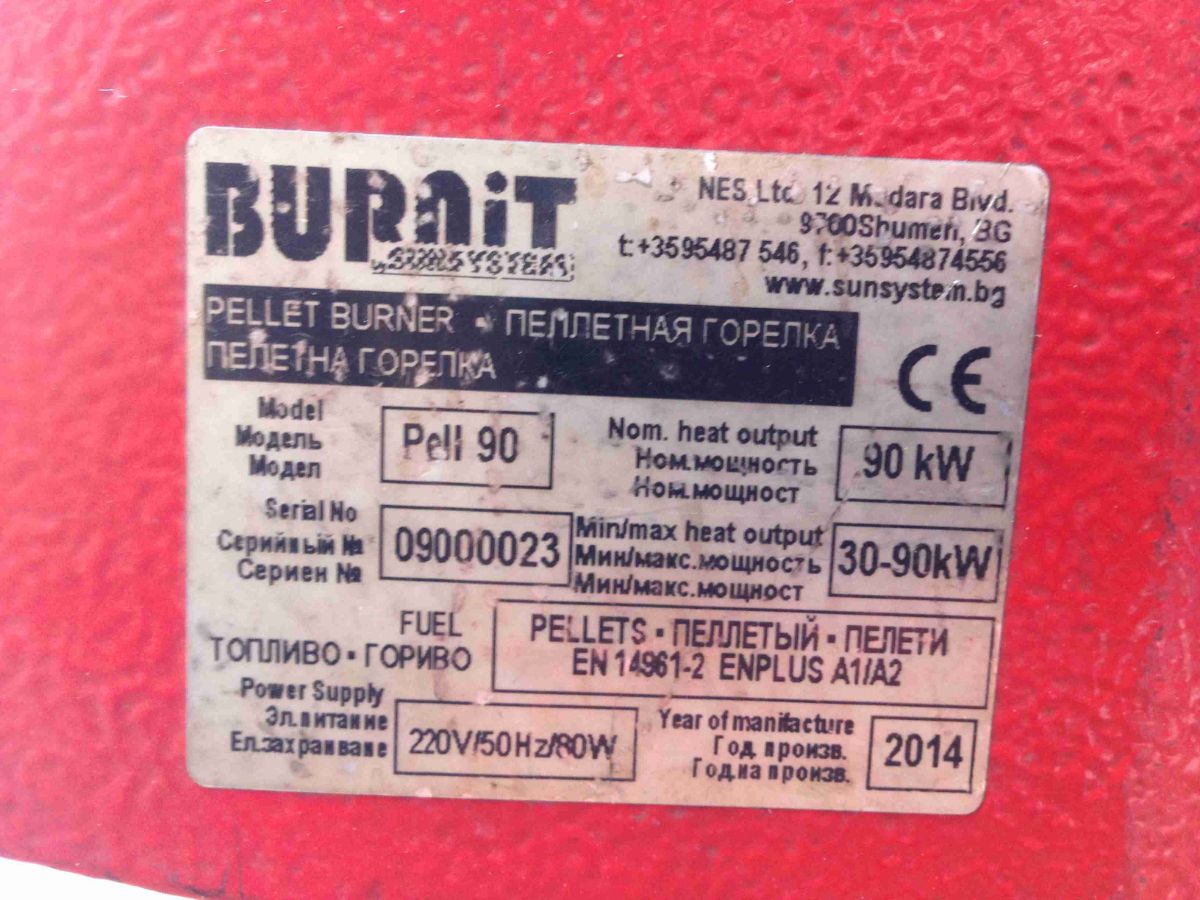 BURNiT
by SUNSYSTEM
NES Ltd. 12 Madara Blvd.
9700Shumen, BG
t:+3595487 546, f:+35954874556
www.sunsystem.bg
PELLET BURNER • ПЕЛЛЕТНАЯ ГОРЕЛКА
ПЕЛЕТНА ГОРЕЛКА
CE
Model
Модель
Модел
Pell 90
Nom. heat output
Ном.мощность
Ном.мощност
90 kW
Serial No
Серийный №
Сериен №
09000023
Min/max heat output
Мин/макс.мощность
Мин/макс.мощност
30-90kW
FUEL
ТОПЛИВО • ГОРИВО
PELLETS • ПЕЛЛЕТЫЙ • ПЕЛЕТИ
EN 14961-2 ENPLUS A1/A2
Power Supply
Эл.питание
Ел.захранване
220V/50Hz/80W
Year of manifacture
Год произв.
Година произв.
2014